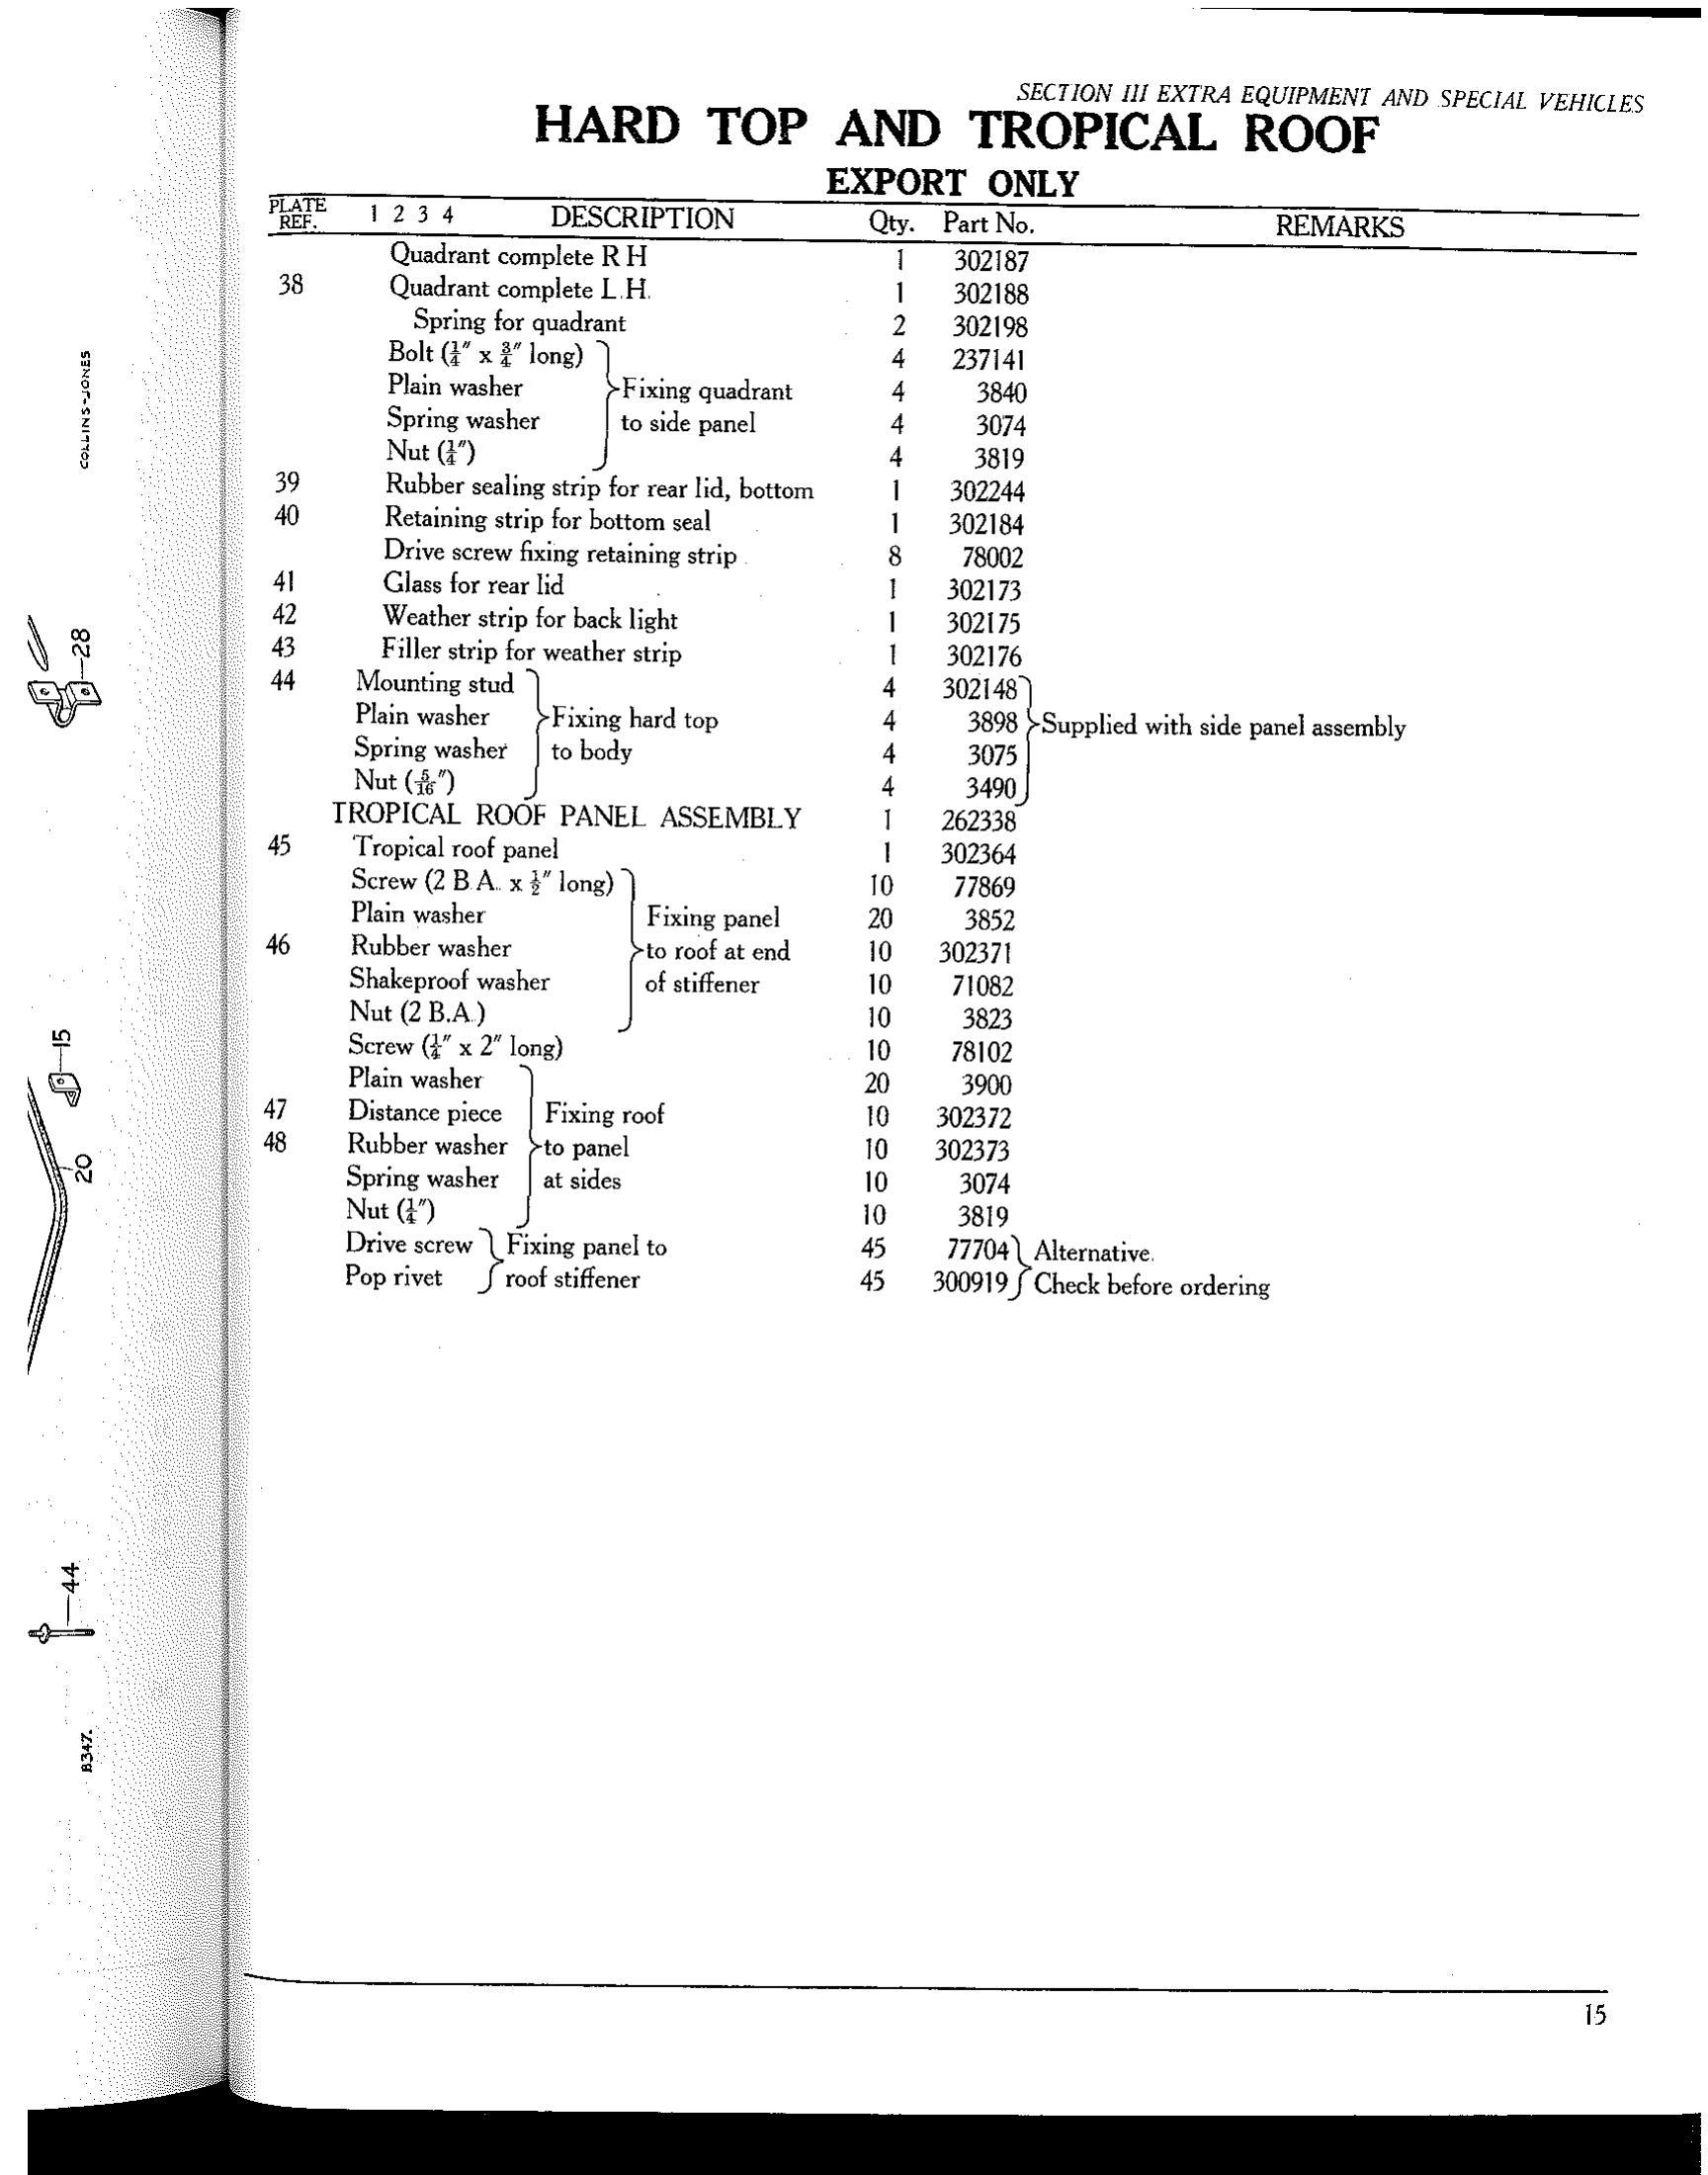 SECTION III EXTRA EQUIPMENT AND SPECIAL VEHICLES
HARD TOP AND TROPICAL ROOF
EXPORT ONLY
PLATE REF. 1 2 3 4 DESCRIPTION Qty. Part No. REMARKS
Quadrant complete R H 1 302187
38 Quadrant complete L.H. 1 302188
Spring for quadrant 2 302198
Bolt (¼″ x ¾″ long) 4 237141
Plain washer Fixing quadrant 4 3840
Spring washer to side panel 4 3074
Nut (¼″) 4 3819
39 Rubber sealing strip for rear lid, bottom 1 302244
40 Retaining strip for bottom seal 1 302184
Drive screw fixing retaining strip 8 78002
41 Glass for rear lid 1 302173
42 Weather strip for back light 1 302175
43 Filler strip for weather strip 1 302176
44 Mounting stud 4 302148
Plain washer Fixing hard top 4 3898 Supplied with side panel assembly
Spring washer to body 4 3075
Nut (5/16″) 4 3490
TROPICAL ROOF PANEL ASSEMBLY 1 262338
45 Tropical roof panel 1 302364
Screw (2 B.A. x ½″ long) 10 77869
Plain washer Fixing panel 20 3852
46 Rubber washer to roof at end 10 302371
Shakeproof washer of stiffener 10 71082
Nut (2 B.A.) 10 3823
Screw (¼″ x 2″ long) 10 78102
Plain washer 20 3900
47 Distance piece Fixing roof 10 302372
48 Rubber washer to panel 10 302373
Spring washer at sides 10 3074
Nut (¼″) 10 3819
Drive screw Fixing panel to 45 77704 Alternative.
Pop rivet roof stiffener 45 300919 Check before ordering
15
COLLINS-JONES
28
15
20
44
B347.